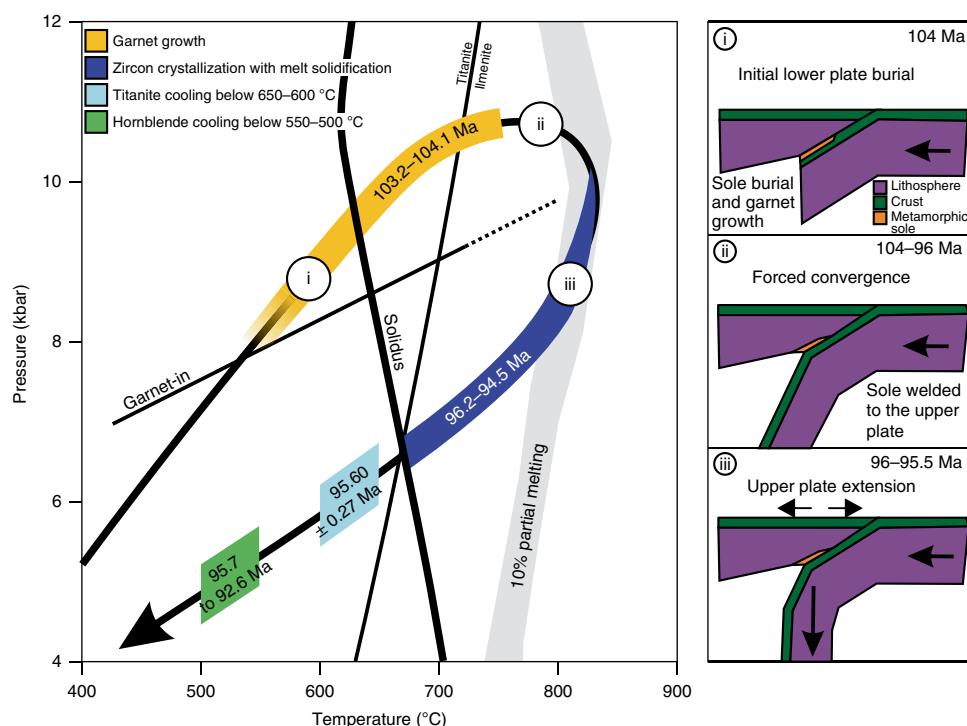 12
10
8
6
4
Pressure (kbar)
400
500
600
700
800
900
Temperature (°C)
Garnet growth
Zircon crystallization with melt solidification
Titanite cooling below 650–600 °C
Hornblende cooling below 550–500 °C
Titanite
Ilmenite
103.2–104.1 Ma
i
ii
iii
Garnet-in
Solidus
96.2–94.5 Ma
10% partial melting
95.60
± 0.27 Ma
95.7
to 92.6 Ma
i
104 Ma
Initial lower plate burial
Sole burial
and garnet
growth
Lithosphere
Crust
Metamorphic
sole
ii
104–96 Ma
Forced convergence
Sole welded
to the upper
plate
iii
96–95.5 Ma
Upper plate extension